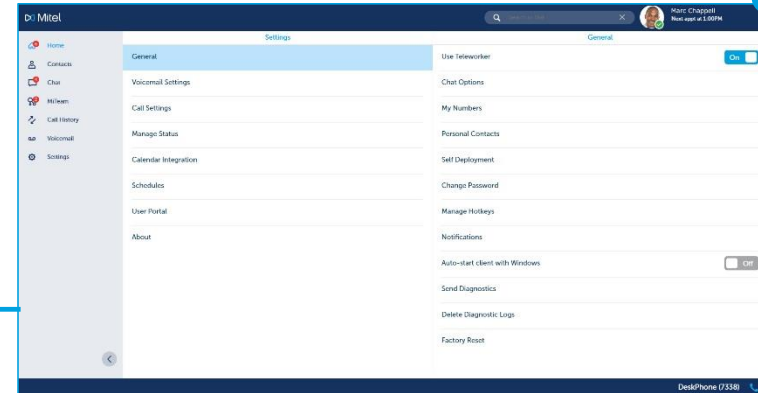 Mitel
Marc Chappell
Next appt at 1:00PM
Home
Contacts
Chat
MiTeam
Call History
Voicemail
Settings
Settings
General
Voicemail Settings
Call Settings
Manage Status
Calendar Integration
Schedules
User Portal
About
General
Use Teleworker
On
Chat Options
My Numbers
Personal Contacts
Self Deployment
Change Password
Manage Hotkeys
Notifications
Auto-start client with Windows
Off
Send Diagnostics
Delete Diagnostic Logs
Factory Reset
DeskPhone (7338)